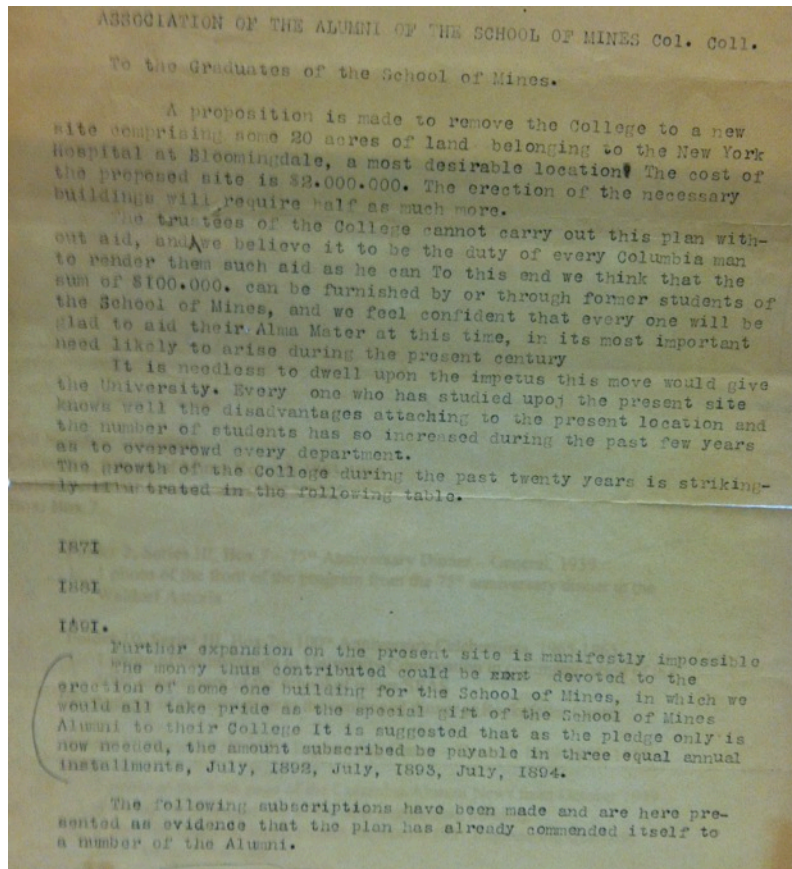 ASSOCIATION OF THE ALUMNI OF THE SCHOOL OF MINES Col. Coll.
To the Graduates of the School of Mines.
A proposition is made to remove the College to a new
site comprising some 20 acres of land belonging to the New York
Hospital at Bloomingdale, a most desirable location. The cost of
the proposed site is $2.000.000. The erection of the necessary
buildings will require half as much more.
The trustees of the College cannot carry out this plan with-
out aid, and we believe it to be the duty of every Columbia man
to render them such aid as he can To this end we think that the
sum of $100.000. can be furnished by or through former students of
the School of Mines, and we feel confident that every one will be
glad to aid their Alma Mater at this time, in its most important
need likely to arise during the present century
It is needless to dwell upon the impetus this move would give
the University. Every one who has studied upoj the present site
knows well the disadvantages attaching to the present location and
the number of students has so increased during the past few years
as to overcrowd every department.
The growth of the College during the past twenty years is striking-
ly illustrated in the following table.
I87I
I88I
I89I.
Further expansion on the present site is manifestly impossible
The money thus contributed could be devoted to the
erection of some one building for the School of Mines, in which we
would all take pride as the special gift of the School of Mines
Alumni to their College It is suggested that as the pledge only is
now needed, the amount subscribed be payable in three equal annual
installments, July, I892, July, I893, July, I894.
The following subscriptions have been made and are here pre-
sented as evidence that the plan has already commended itself to
a number of the Alumni.